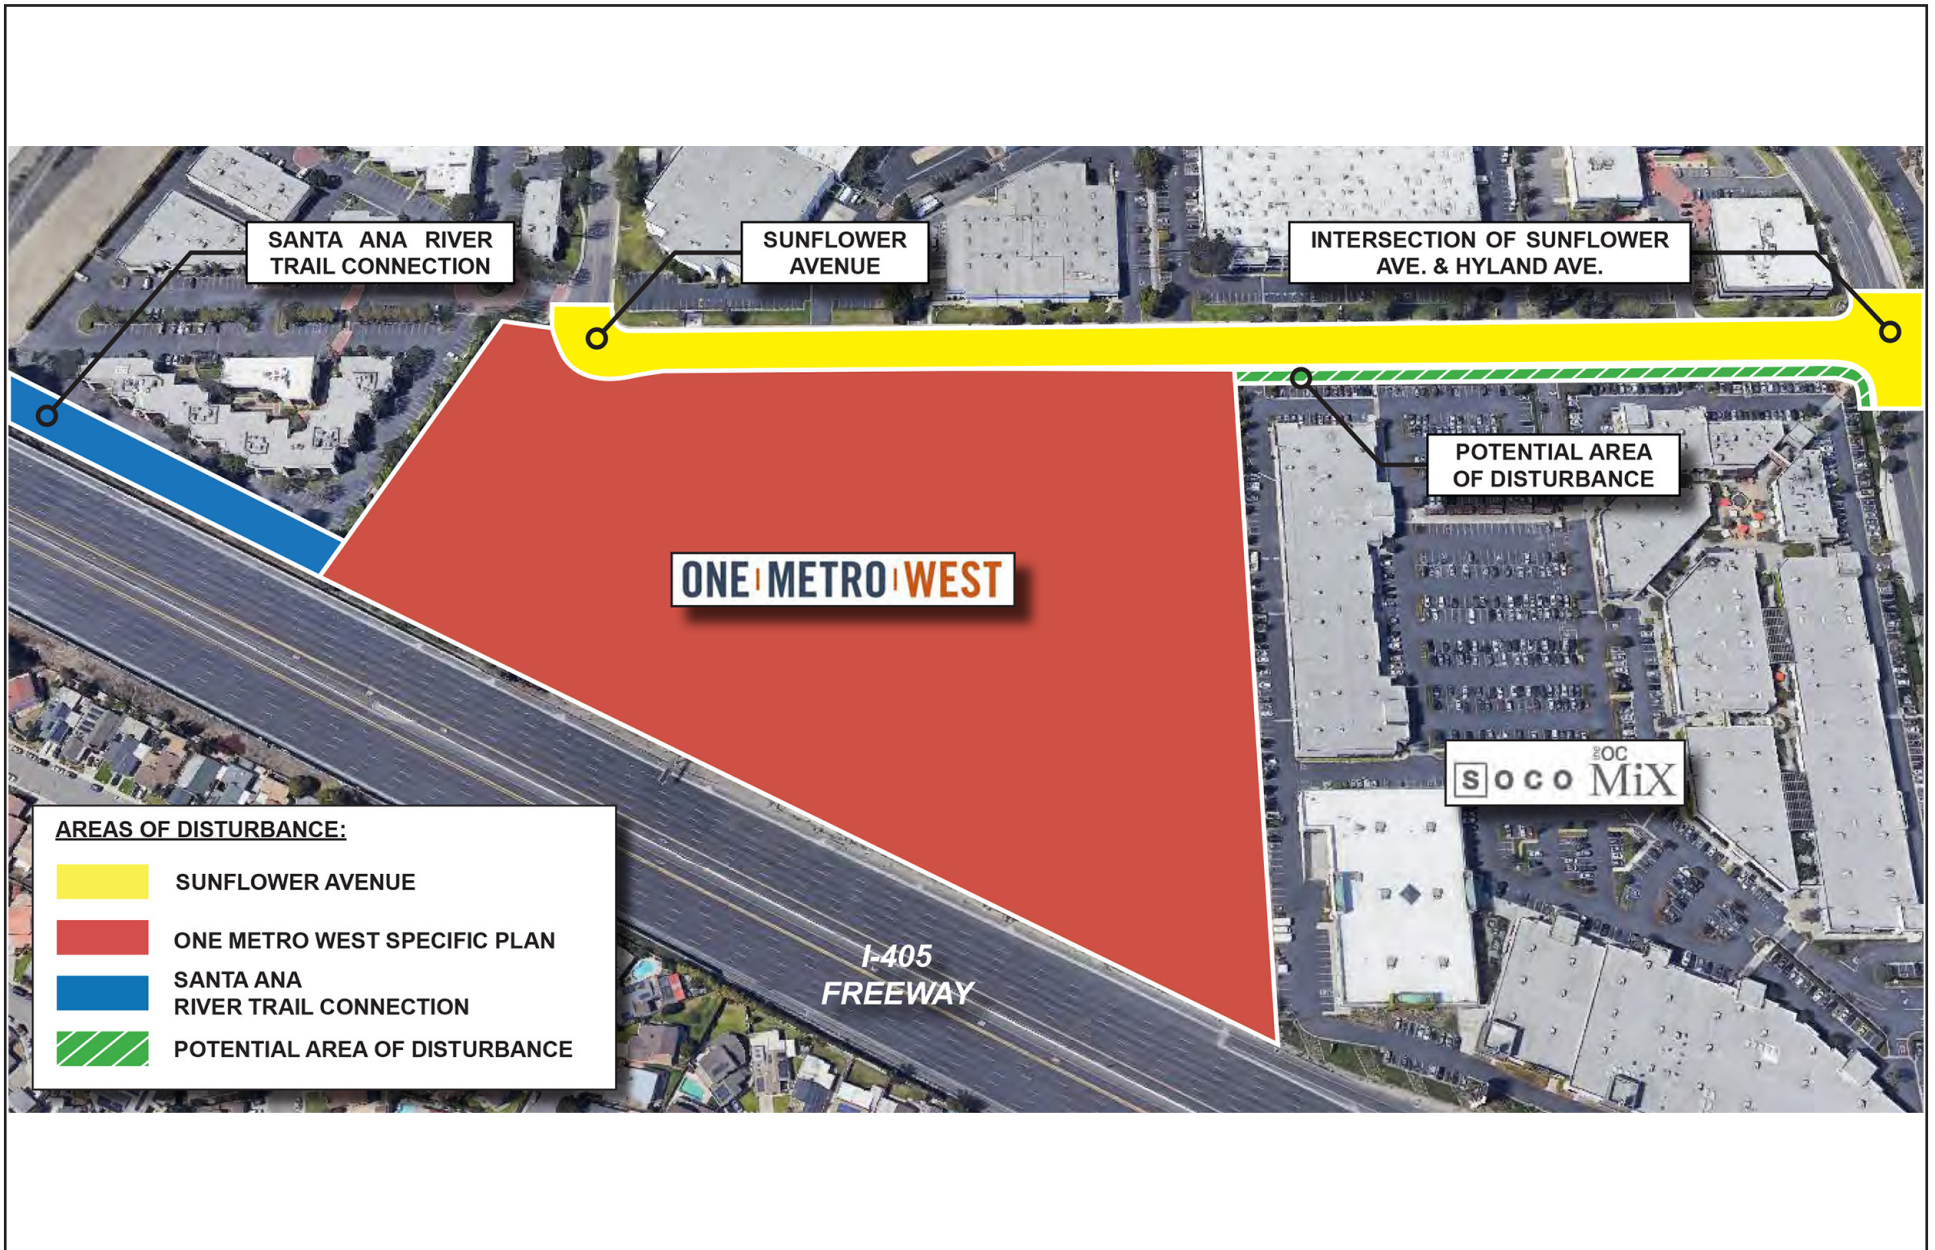 SANTA ANA RIVER
TRAIL CONNECTION
SUNFLOWER
AVENUE
INTERSECTION OF SUNFLOWER
AVE. & HYLAND AVE.
POTENTIAL AREA
OF DISTURBANCE
ONE METRO WEST
soco
the OC
MiX
I-405
FREEWAY
AREAS OF DISTURBANCE:
SUNFLOWER AVENUE
ONE METRO WEST SPECIFIC PLAN
SANTA ANA
RIVER TRAIL CONNECTION
POTENTIAL AREA OF DISTURBANCE